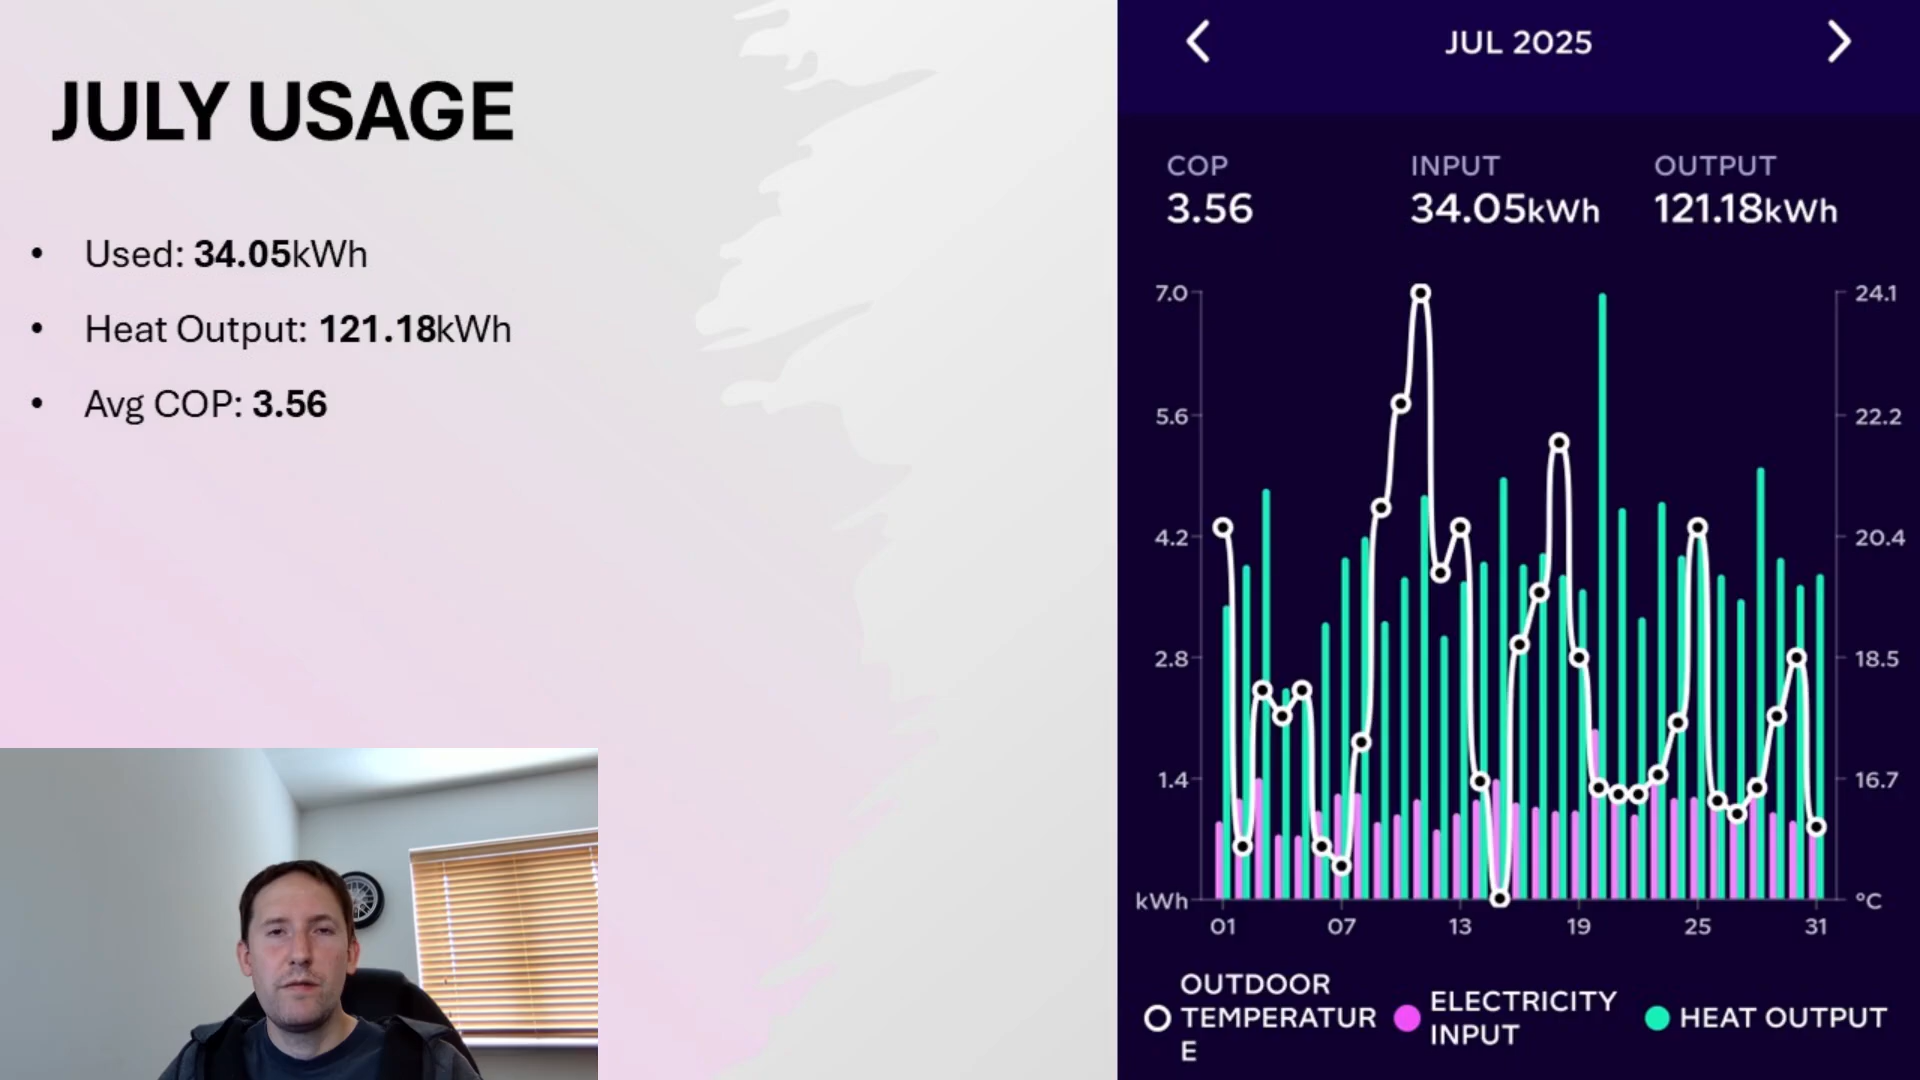 JULY USAGE
• Used: 34.05kWh
• Heat Output: 121.18kWh
• Avg COP: 3.56
JUL 2025
COP INPUT OUTPUT
3.56 34.05kWh 121.18kWh
7.0 24.1
5.6 22.2
4.2 20.4
2.8 18.5
1.4 16.7
kWh °C
01 07 13 19 25 31
OUTDOOR
TEMPERATUR
E
ELECTRICITY
INPUT
HEAT OUTPUT